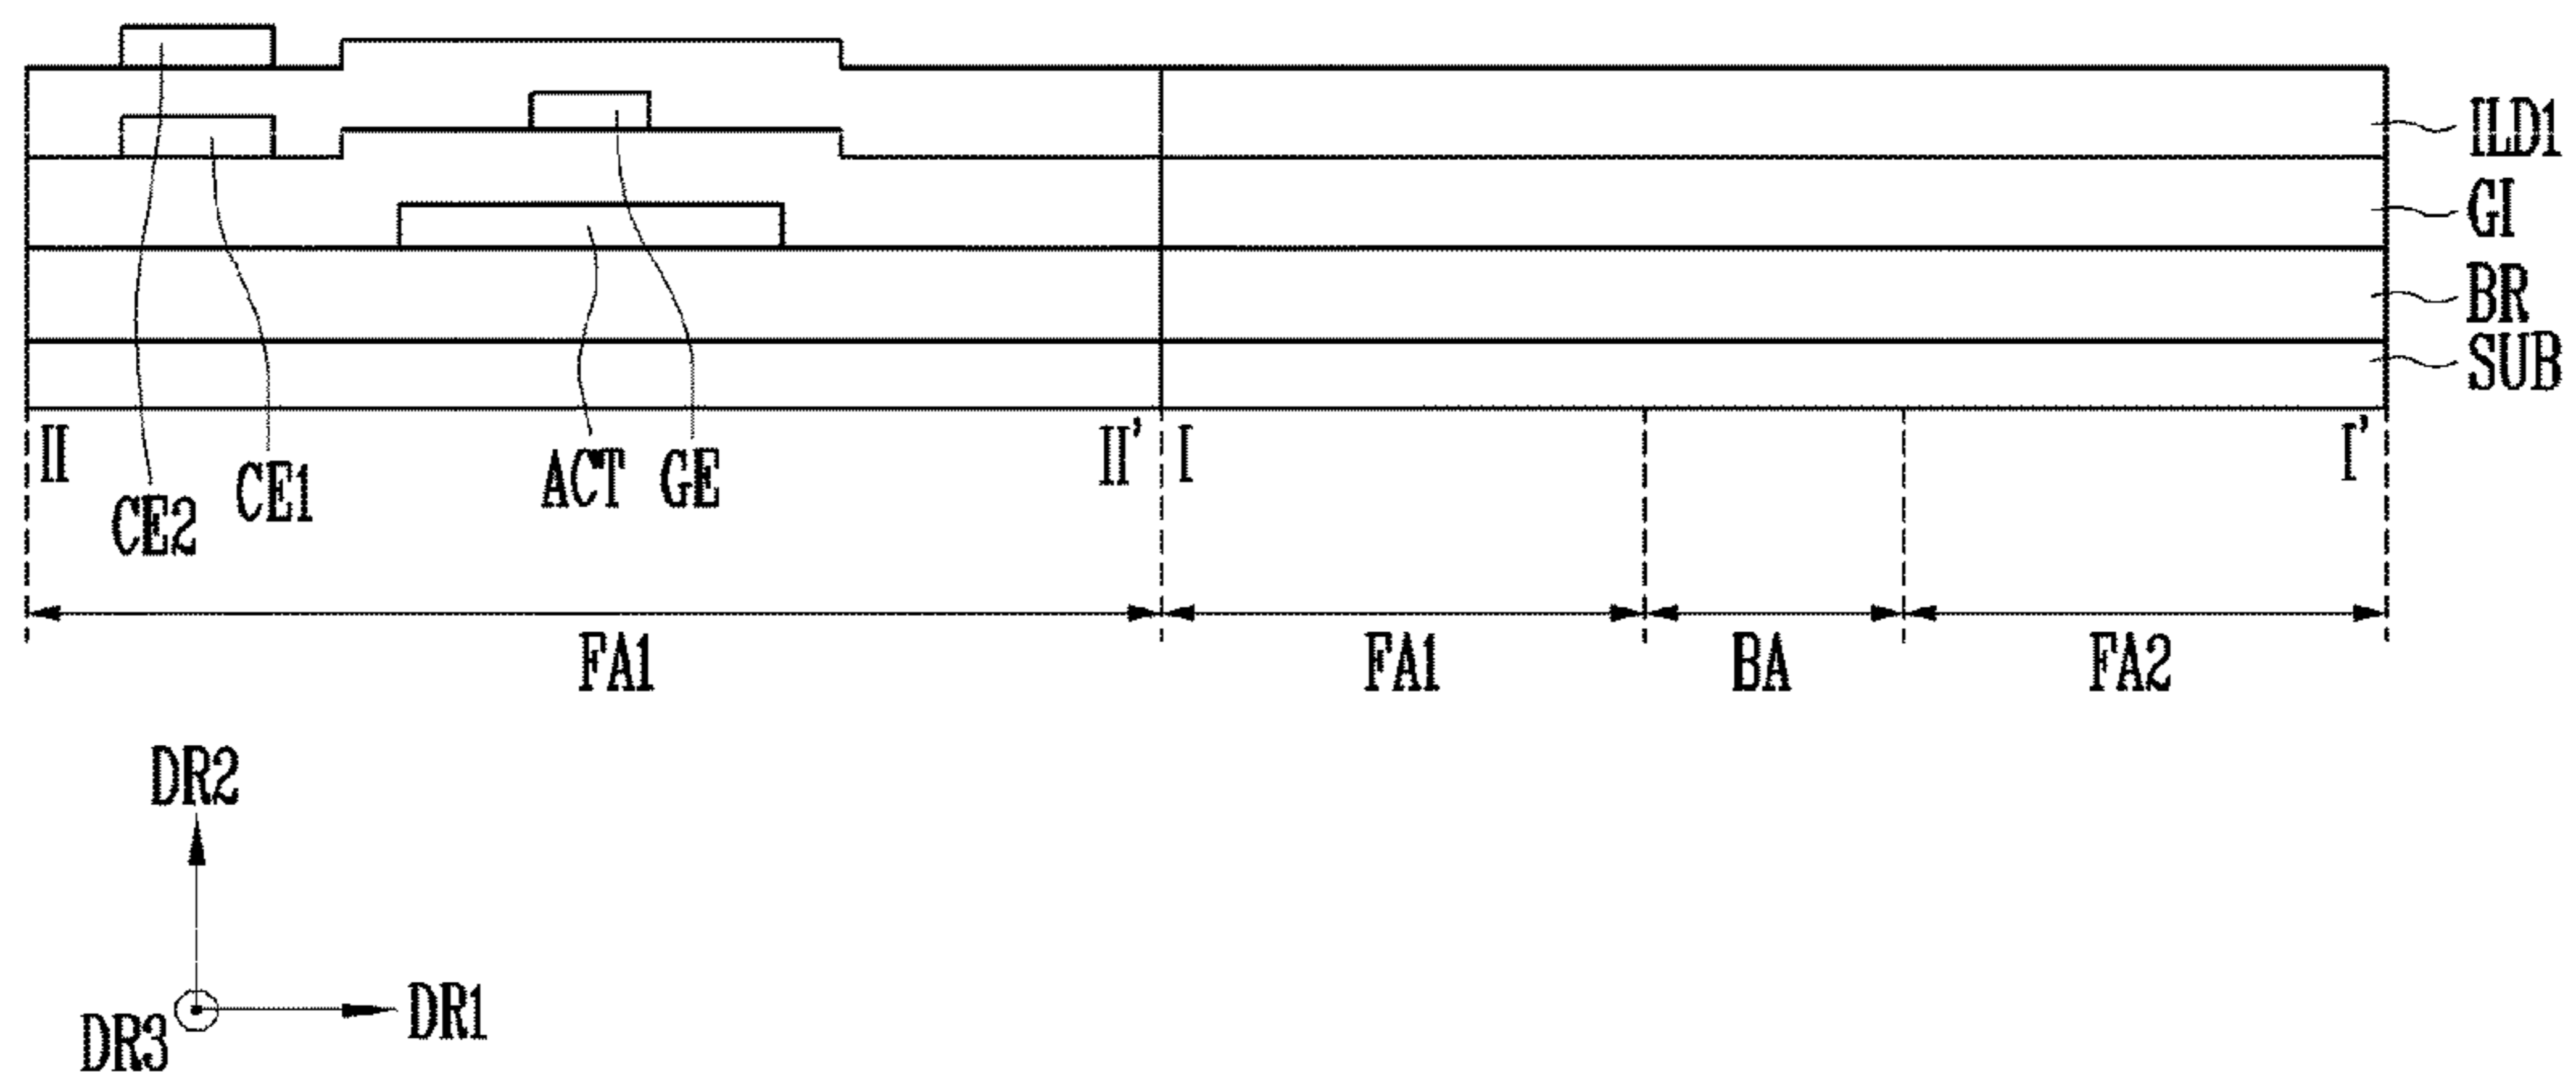 ILD1
GI
BR
SUB
II
II'
I
I'
CE2
CE1
ACT
GE
FA1
FA1
BA
FA2
DR2
DR3
DR1